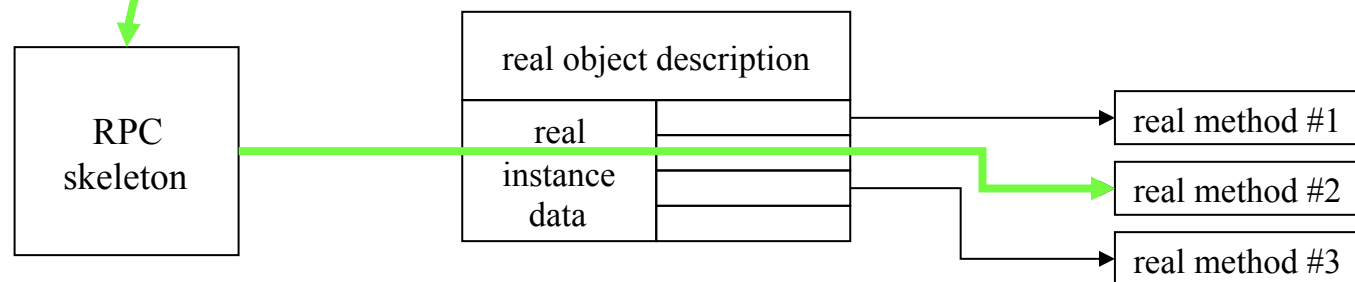 real object description
RPC
skeleton
real
instance
data
real method #1
real method #2
real method #3